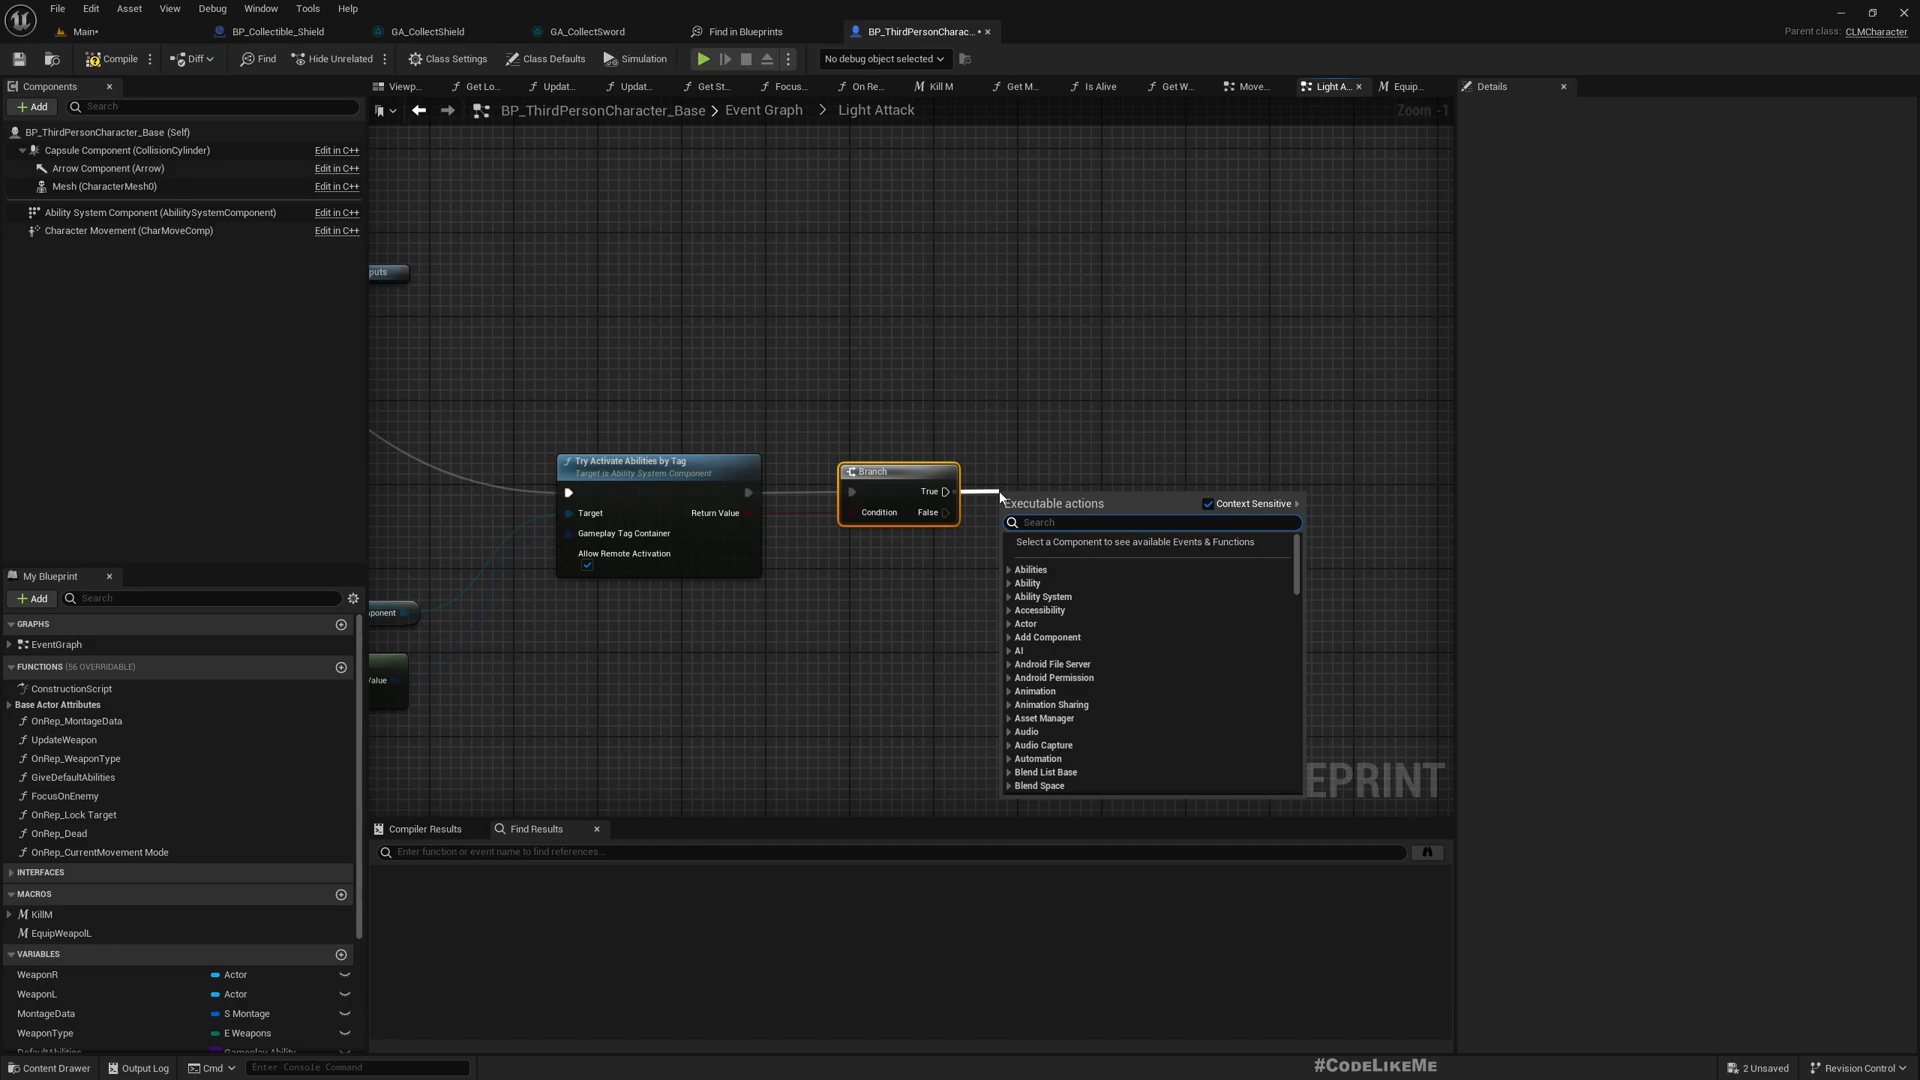 File Edit Asset View Debug Window Tools Help
Main* BP_Collectible_Shield GA_CollectShield GA_CollectSword Find in Blueprints BP_ThirdPersonCharac... •
Parent class: CLMCharacter
Compile Diff Find Hide Unrelated Class Settings Class Defaults Simulation No debug object selected
Components
Add Search
BP_ThirdPersonCharacter_Base (Self)
Capsule Component (CollisionCylinder) Edit in C++
Arrow Component (Arrow) Edit in C++
Mesh (CharacterMesh0) Edit in C++
Ability System Component (AbiliitySystemComponent) Edit in C++
Character Movement (CharMoveComp) Edit in C++
Viewp... Get Lo... Updat... Updat... Get St... Focus... On Re... Kill M Get M... Is Alive Get W... Move... Light A... Equip...
Details
BP_ThirdPersonCharacter_Base > Event Graph > Light Attack
Zoom -1
puts
Try Activate Abilities by Tag
Target is Ability System Component
Target Return Value
Gameplay Tag Container
Allow Remote Activation
Branch
True
Condition False
ponent
Value
Executable actions Context Sensitive
Search
Select a Component to see available Events & Functions
Abilities
Ability
Ability System
Accessibility
Actor
Add Component
AI
Android File Server
Android Permission
Animation
Animation Sharing
Asset Manager
Audio
Audio Capture
Automation
Blend List Base
Blend Space
EPRINT
My Blueprint
Add Search
GRAPHS
EventGraph
FUNCTIONS (56 OVERRIDABLE)
ConstructionScript
Base Actor Attributes
OnRep_MontageData
UpdateWeapon
OnRep_WeaponType
GiveDefaultAbilities
FocusOnEnemy
OnRep_Lock Target
OnRep_Dead
OnRep_CurrentMovement Mode
INTERFACES
MACROS
KillM
EquipWeapolL
VARIABLES
WeaponR Actor
WeaponL Actor
MontageData S Montage
WeaponType E Weapons
DefaultAbilities Gameplay Ability
Compiler Results Find Results
Enter function or event name to find references...
Content Drawer Output Log Cmd Enter Console Command
#CODELIKEME
2 Unsaved Revision Control